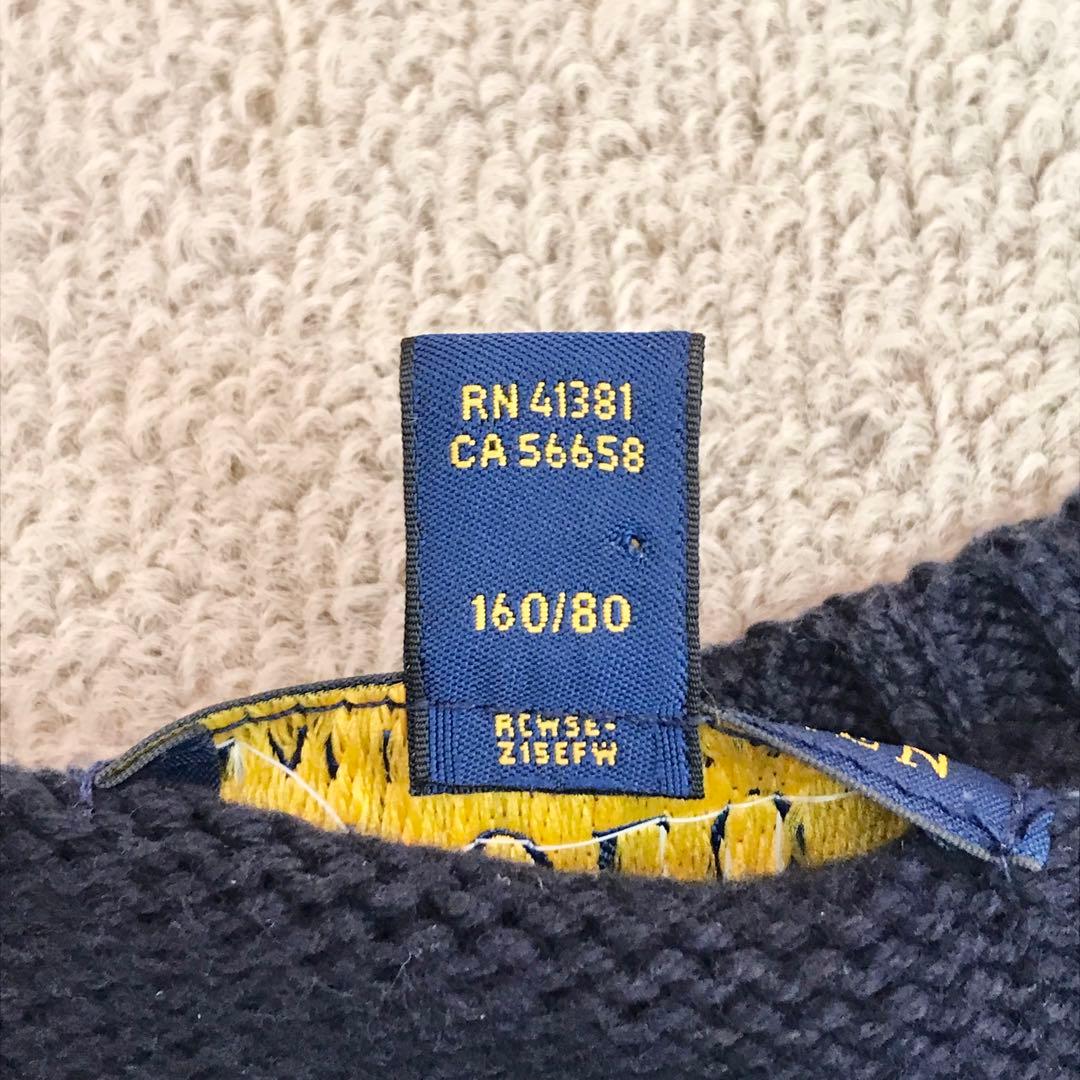 RN 41381
CA 56658
160/80
RCWSE-
Z15EFW